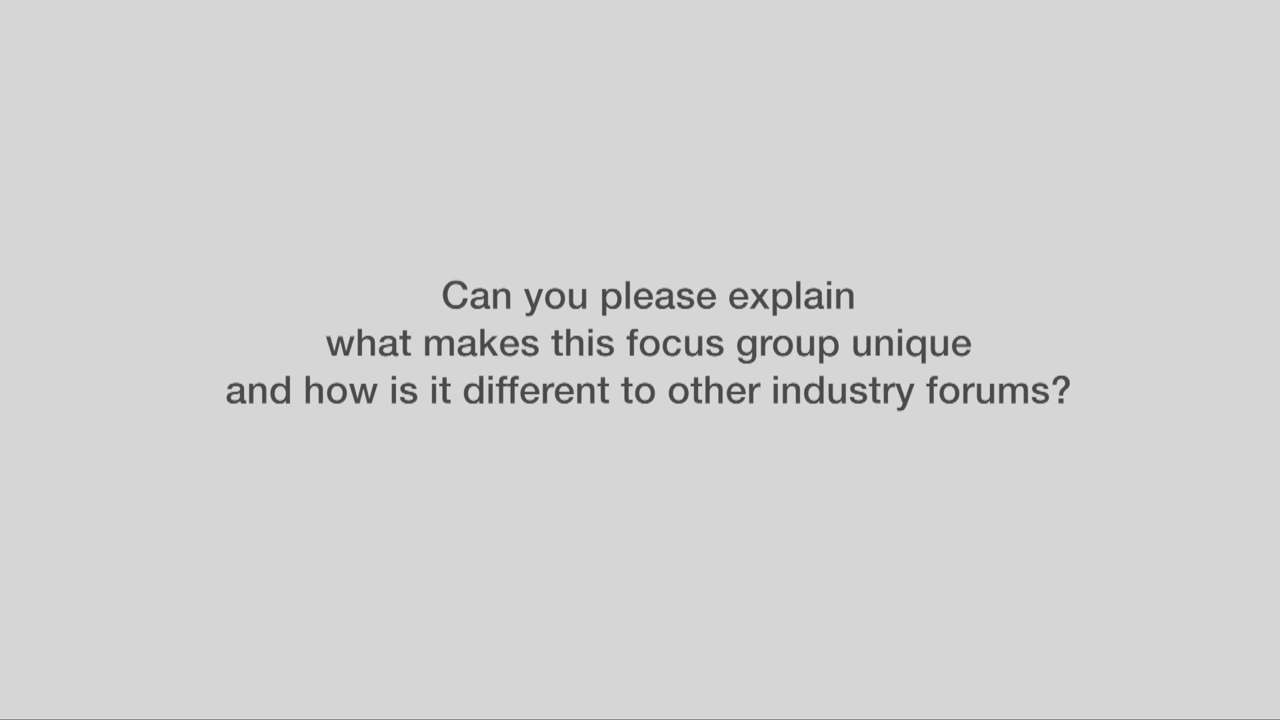 Can you please explain
what makes this focus group unique
and how is it different to other industry forums?